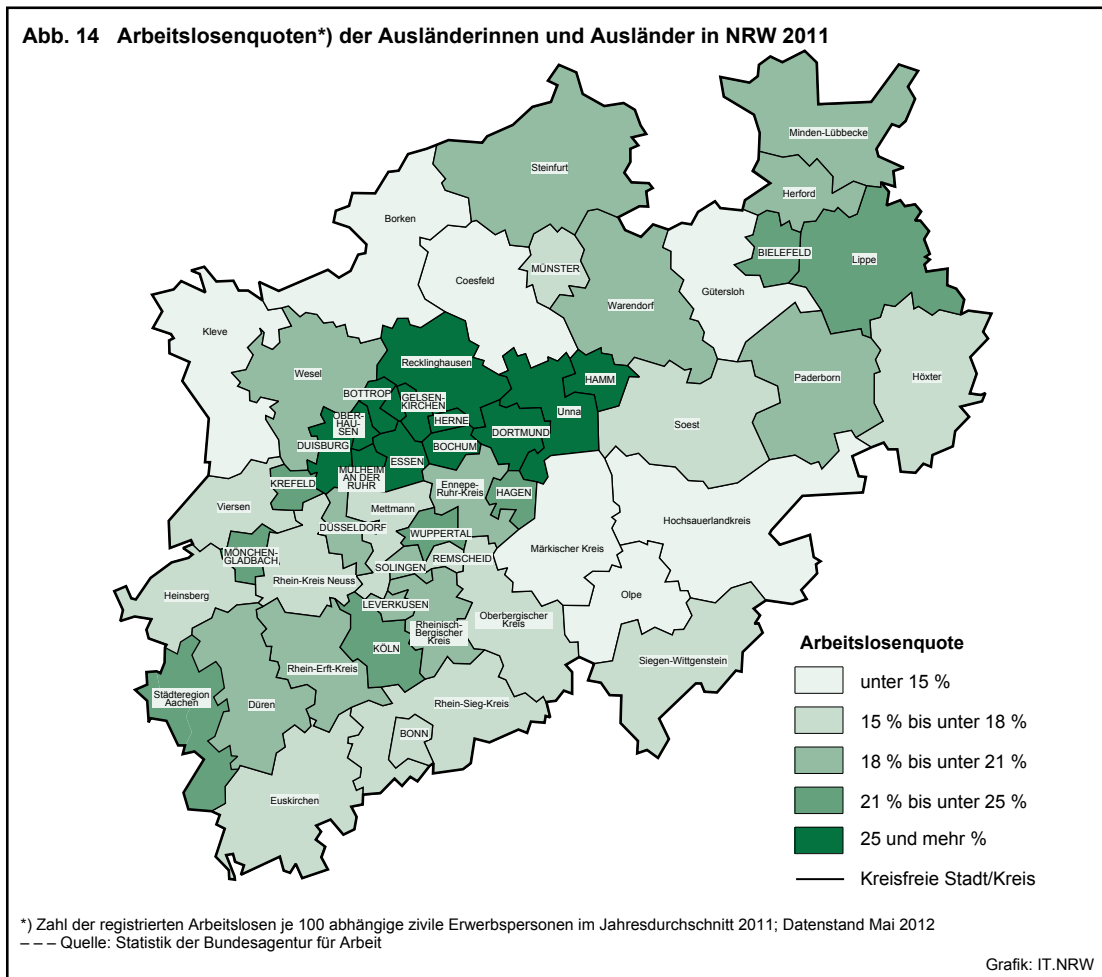 Abb. 14 Arbeitslosenquoten*) der Ausländerinnen und Ausländer in NRW 2011
Minden-Lübbecke
Steinfurt
Herford
Borken
BIELEFELD
Lippe
MÜNSTER
Coesfeld
Gütersloh
Warendorf
Kleve
Recklinghausen
Wesel
HAMM
Paderborn
Höxter
BOTTROP
GELSEN-
KIRCHEN
Unna
OBER-
HAU-
SEN
HERNE
DORTMUND
Soest
DUISBURG
BOCHUM
ESSEN
MÜLHEIM
AN DER
RUHR
KREFELD
Ennepe-
Ruhr-Kreis
HAGEN
Viersen
Mettmann
Hochsauerlandkreis
DÜSSELDORF
WUPPERTAL
Märkischer Kreis
MÖNCHEN-
GLADBACH
REMSCHEID
SOLINGEN
Rhein-Kreis Neuss
Heinsberg
Olpe
LEVERKUSEN
Oberbergischer
Kreis
Rheinisch-
Bergischer
Kreis
KÖLN
Siegen-Wittgenstein
Rhein-Erft-Kreis
Städteregion
Aachen
Düren
Rhein-Sieg-Kreis
BONN
Euskirchen
Arbeitslosenquote
unter 15 %
15 % bis unter 18 %
18 % bis unter 21 %
21 % bis unter 25 %
25 und mehr %
Kreisfreie Stadt/Kreis
*) Zahl der registrierten Arbeitslosen je 100 abhängige zivile Erwerbspersonen im Jahresdurchschnitt 2011; Datenstand Mai 2012
– – – Quelle: Statistik der Bundesagentur für Arbeit
Grafik: IT.NRW